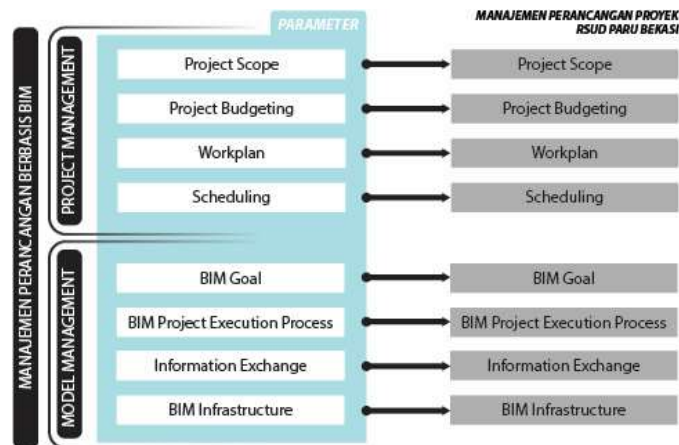 PARAMETER
MANAJEMEN PERANCANGAN PROYEK
RSUD PARU BEKASI
MANAJEMEN PERANCANGAN BERBASIS BIM
PROJECT MANAGEMENT
Project Scope
Project Scope
Project Budgeting
Project Budgeting
Workplan
Workplan
Scheduling
Scheduling
MODEL MANAGEMENT
BIM Goal
BIM Goal
BIM Project Execution Process
BIM Project Execution Process
Information Exchange
Information Exchange
BIM Infrastructure
BIM Infrastructure